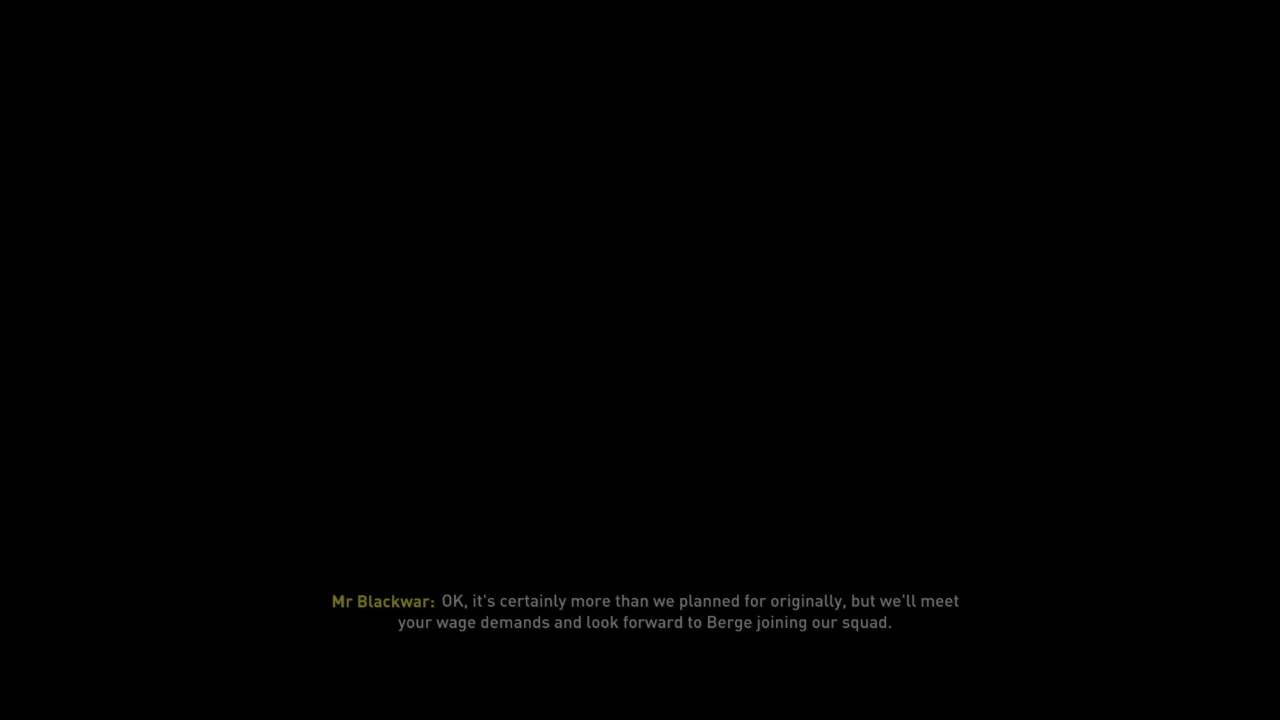 Mr Blackwar: OK, it's certainly more than we planned for originally, but we'll meet
your wage demands and look forward to Berge joining our squad.